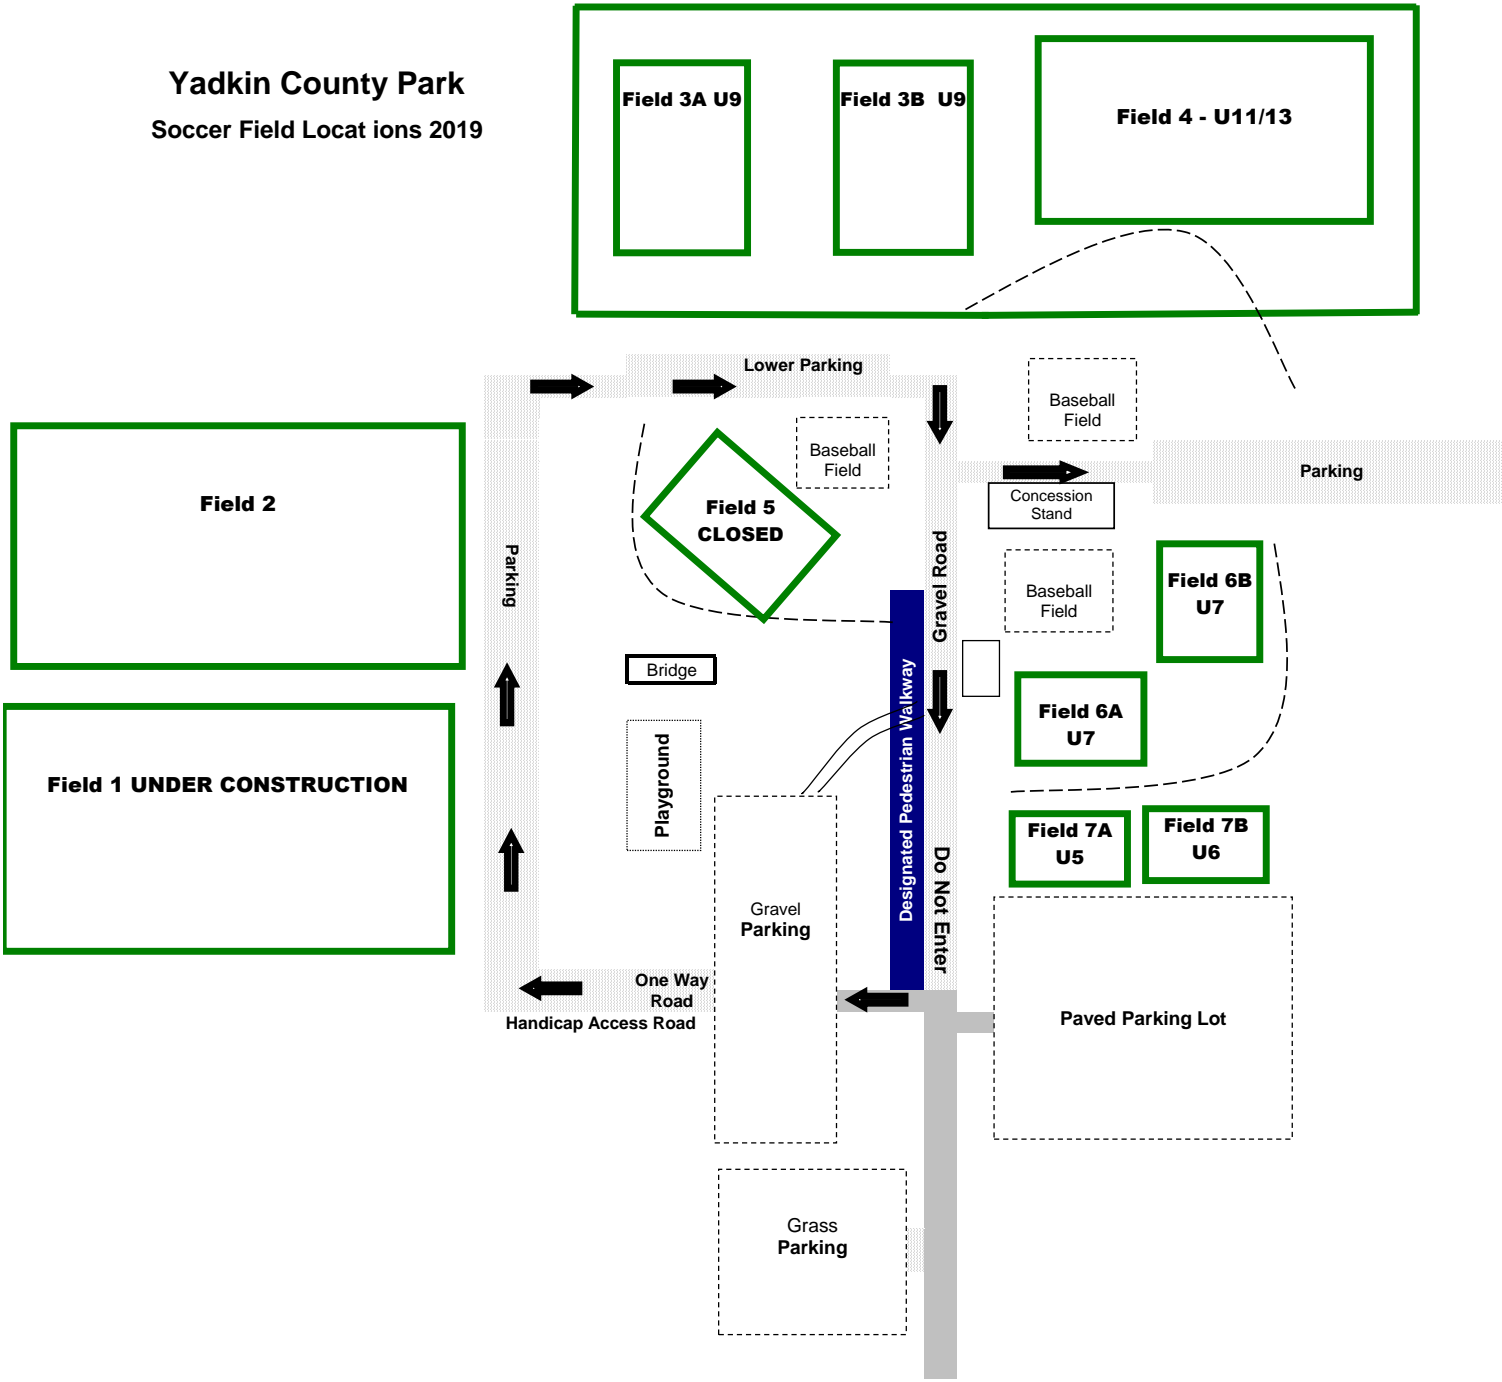 Yadkin County Park
Soccer Field Locat ions 2019
Field 3A U9
Field 3B  U9
Field 4 - U11/13
Lower Parking
Baseball
Field
Baseball
Field
Parking
Concession
Stand
Field 2
Field 5
CLOSED
Parking
Gravel Road
Baseball
Field
Field 6B
U7
Bridge
Designated Pedestrian Walkway
Field 6A
U7
Field 1 UNDER CONSTRUCTION
Playground
Field 7A
U5
Field 7B
U6
Do Not Enter
Gravel
Parking
One Way
Road
Handicap Access Road
Paved Parking Lot
Grass
Parking